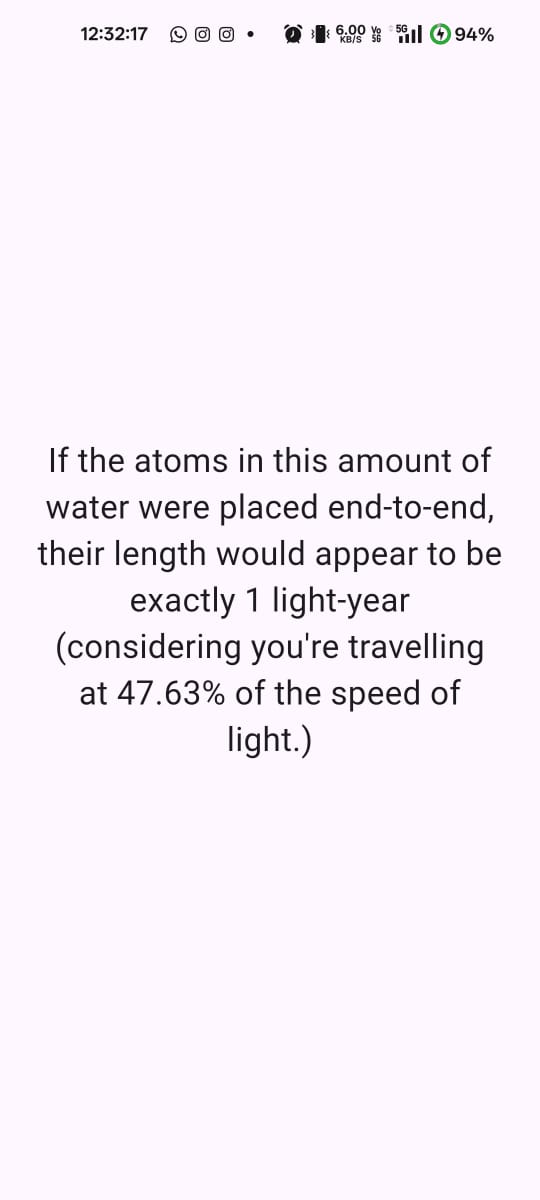 12:32:17 6.00 KB/S Vo 5G 5G 94%
If the atoms in this amount of
water were placed end-to-end,
their length would appear to be
exactly 1 light-year
(considering you're travelling
at 47.63% of the speed of
light.)